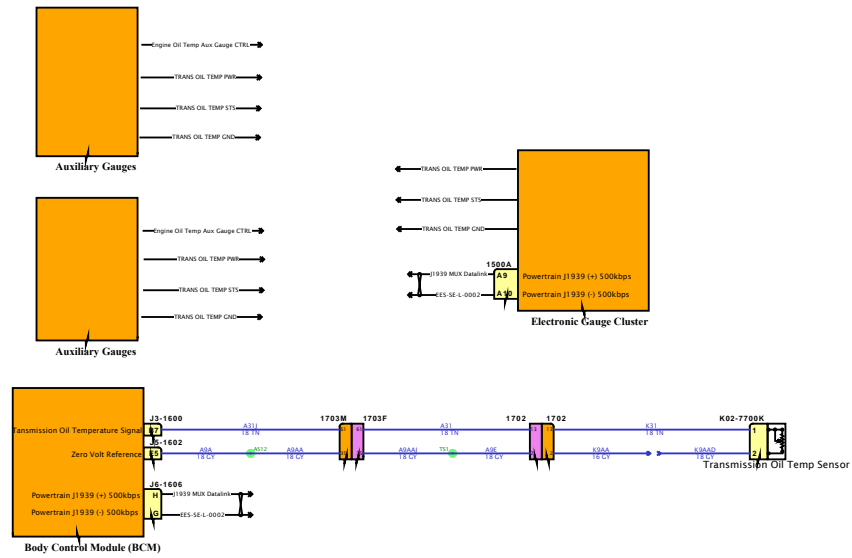 Engine Oil Temp Aux Gauge CTRL
TRANS OIL TEMP PWR
TRANS OIL TEMP STS
TRANS OIL TEMP GND
Auxiliary Gauges
TRANS OIL TEMP PWR
TRANS OIL TEMP STS
TRANS OIL TEMP GND
1500A
J1939 MUX Datalink
A9
Powertrain J1939 (+) 500kbps
EES-SE-L-0002
A10
Powertrain J1939 (-) 500kbps
Electronic Gauge Cluster
Engine Oil Temp Aux Gauge CTRL
TRANS OIL TEMP PWR
TRANS OIL TEMP STS
TRANS OIL TEMP GND
Auxiliary Gauges
J3-1600
1703M
1703F
1702
1702
K02-7700K
Tansmission Oil Temperature Signal
A31J
18 TN
A31
18 TN
K31
18 TN
1
J5-1602
Zero Volt Reference
E5
A9A
18 GY
AS12
A9AA
18 GY
A9AAJ
18 GY
TS1
A9E
18 GY
K9AA
16 GY
K9AAD
18 GY
2
Transmission Oil Temp Sensor
J6-1606
Powertrain J1939 (+) 500kbps
H
J1939 MUX Datalink
Powertrain J1939 (-) 500kbps
G
EES-SE-L-0002
Body Control Module (BCM)